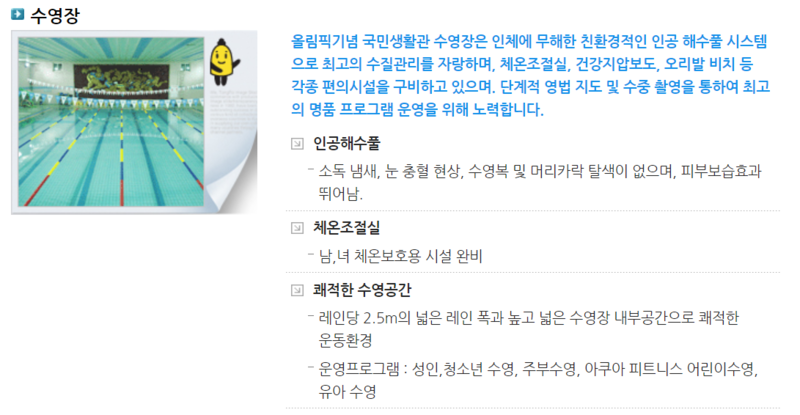 수영장
올림픽기념 국민생활관 수영장은 인체에 무해한 친환경적인 인공 해수풀 시스템
으로 최고의 수질관리를 자랑하며, 체온조절실, 건강지압보도, 오리발 비치 등
각종 편의시설을 구비하고 있으며. 단계적 영법 지도 및 수중 촬영을 통하여 최고
의 명품 프로그램 운영을 위해 노력합니다.
인공해수풀
- 소독 냄새, 눈 충혈 현상, 수영복 및 머리카락 탈색이 없으며, 피부보습효과
뛰어남.
체온조절실
- 남,녀 체온보호용 시설 완비
쾌적한 수영공간
- 레인당 2.5m의 넓은 레인 폭과 높고 넓은 수영장 내부공간으로 쾌적한
운동환경
- 운영프로그램 : 성인,청소년 수영, 주부수영, 아쿠아 피트니스 어린이수영,
유아 수영